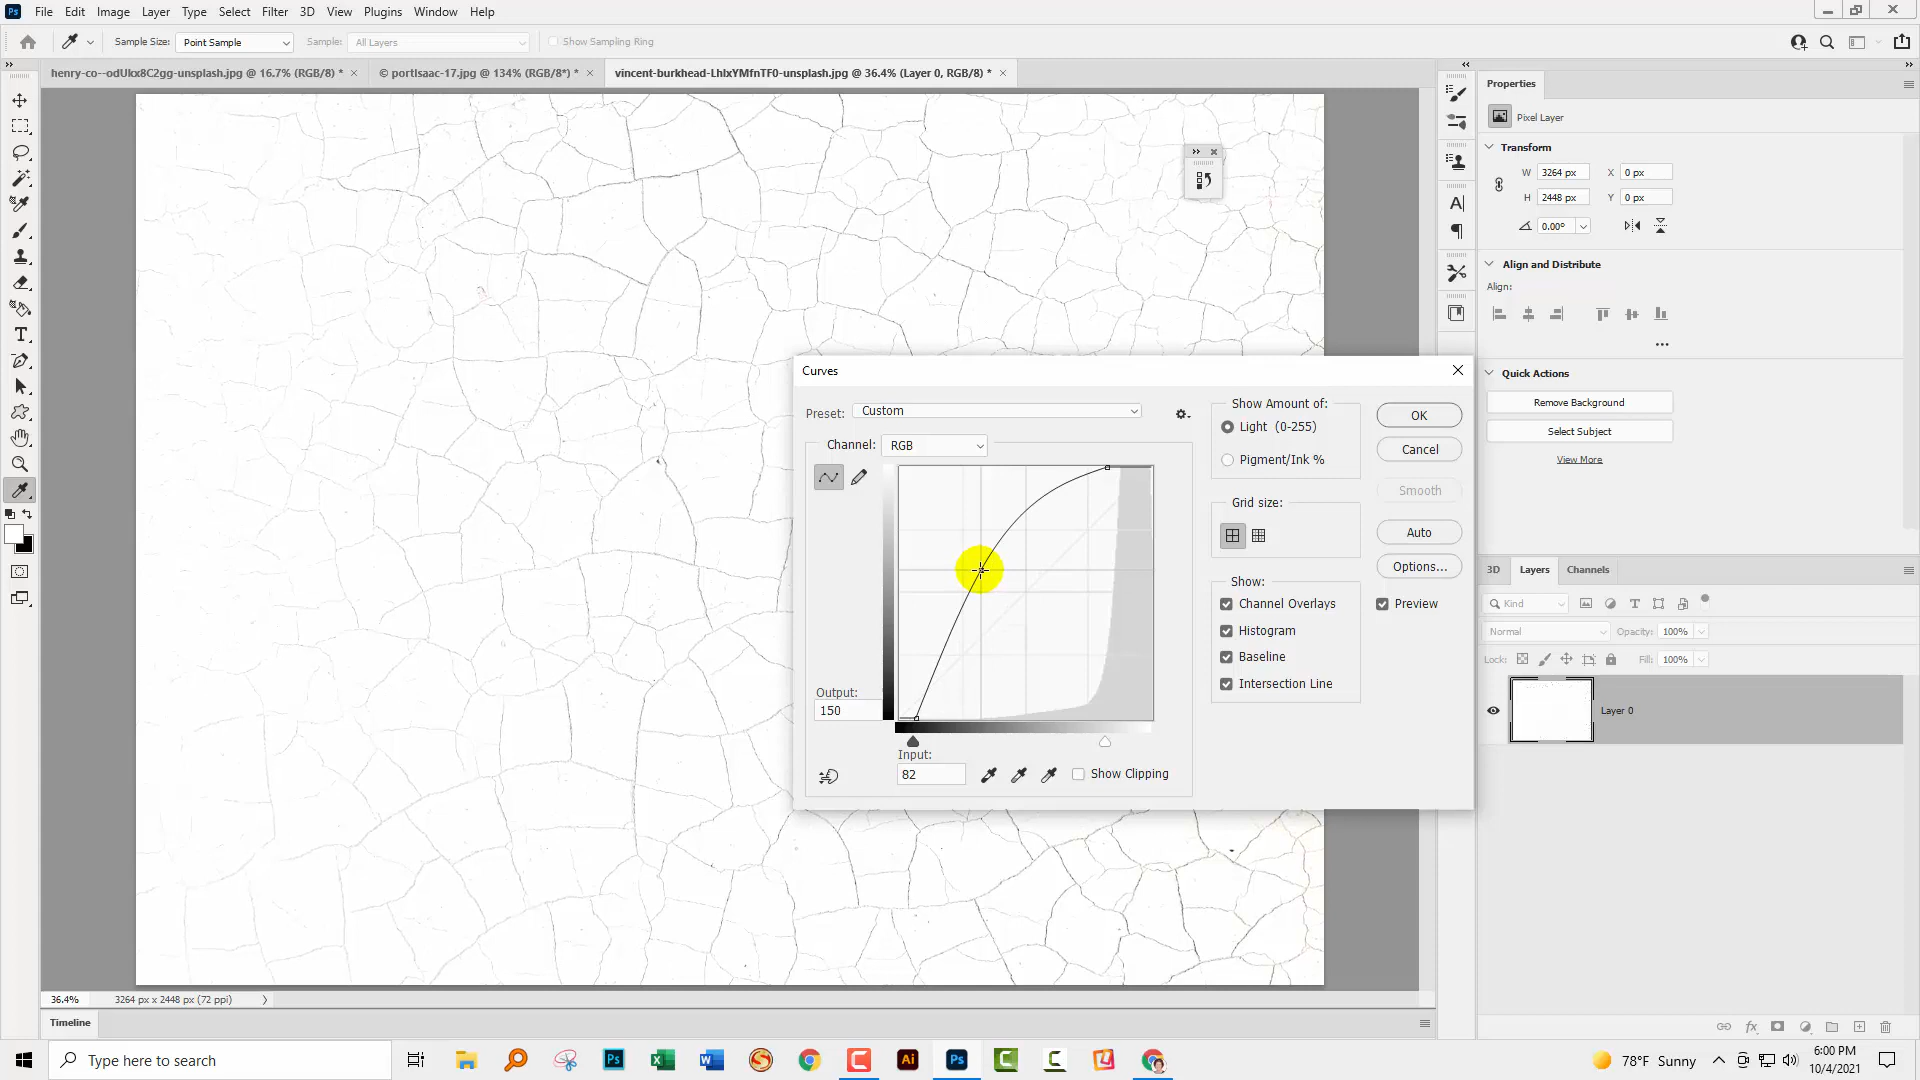 Ps File Edit Image Layer Type Select Filter 3D View Plugins Window Help
Sample Size: Point Sample Sample: All Layers Show Sampling Ring
henry-co--odUkx8C2gg-unsplash.jpg @ 16.7% (RGB/8) * × © portisaac-17.jpg @ 134% (RGB/8*) * × vincent-burkhead-LhIxYMfnTF0-unsplash.jpg @ 36.4% (Layer 0, RGB/8) * ×
Properties
Pixel Layer
Transform
W 3264 px X 0 px
H 2448 px Y 0 px
0.00°
Align and Distribute
Align:
Quick Actions
Remove Background
Select Subject
View More
Curves
Preset: Custom
Channel: RGB
Output:
150
Input:
82
Show Clipping
Show Amount of:
Light (0-255)
Pigment/Ink %
Grid size:
Show:
Channel Overlays
Histogram
Baseline
Intersection Line
OK
Cancel
Smooth
Auto
Options...
Preview
3D Layers Channels
Kind
Normal Opacity: 100%
Lock: Fill: 100%
Layer 0
36.4% 3264 px x 2448 px (72 ppi)
Timeline
Type here to search
78°F Sunny
6:00 PM
10/4/2021